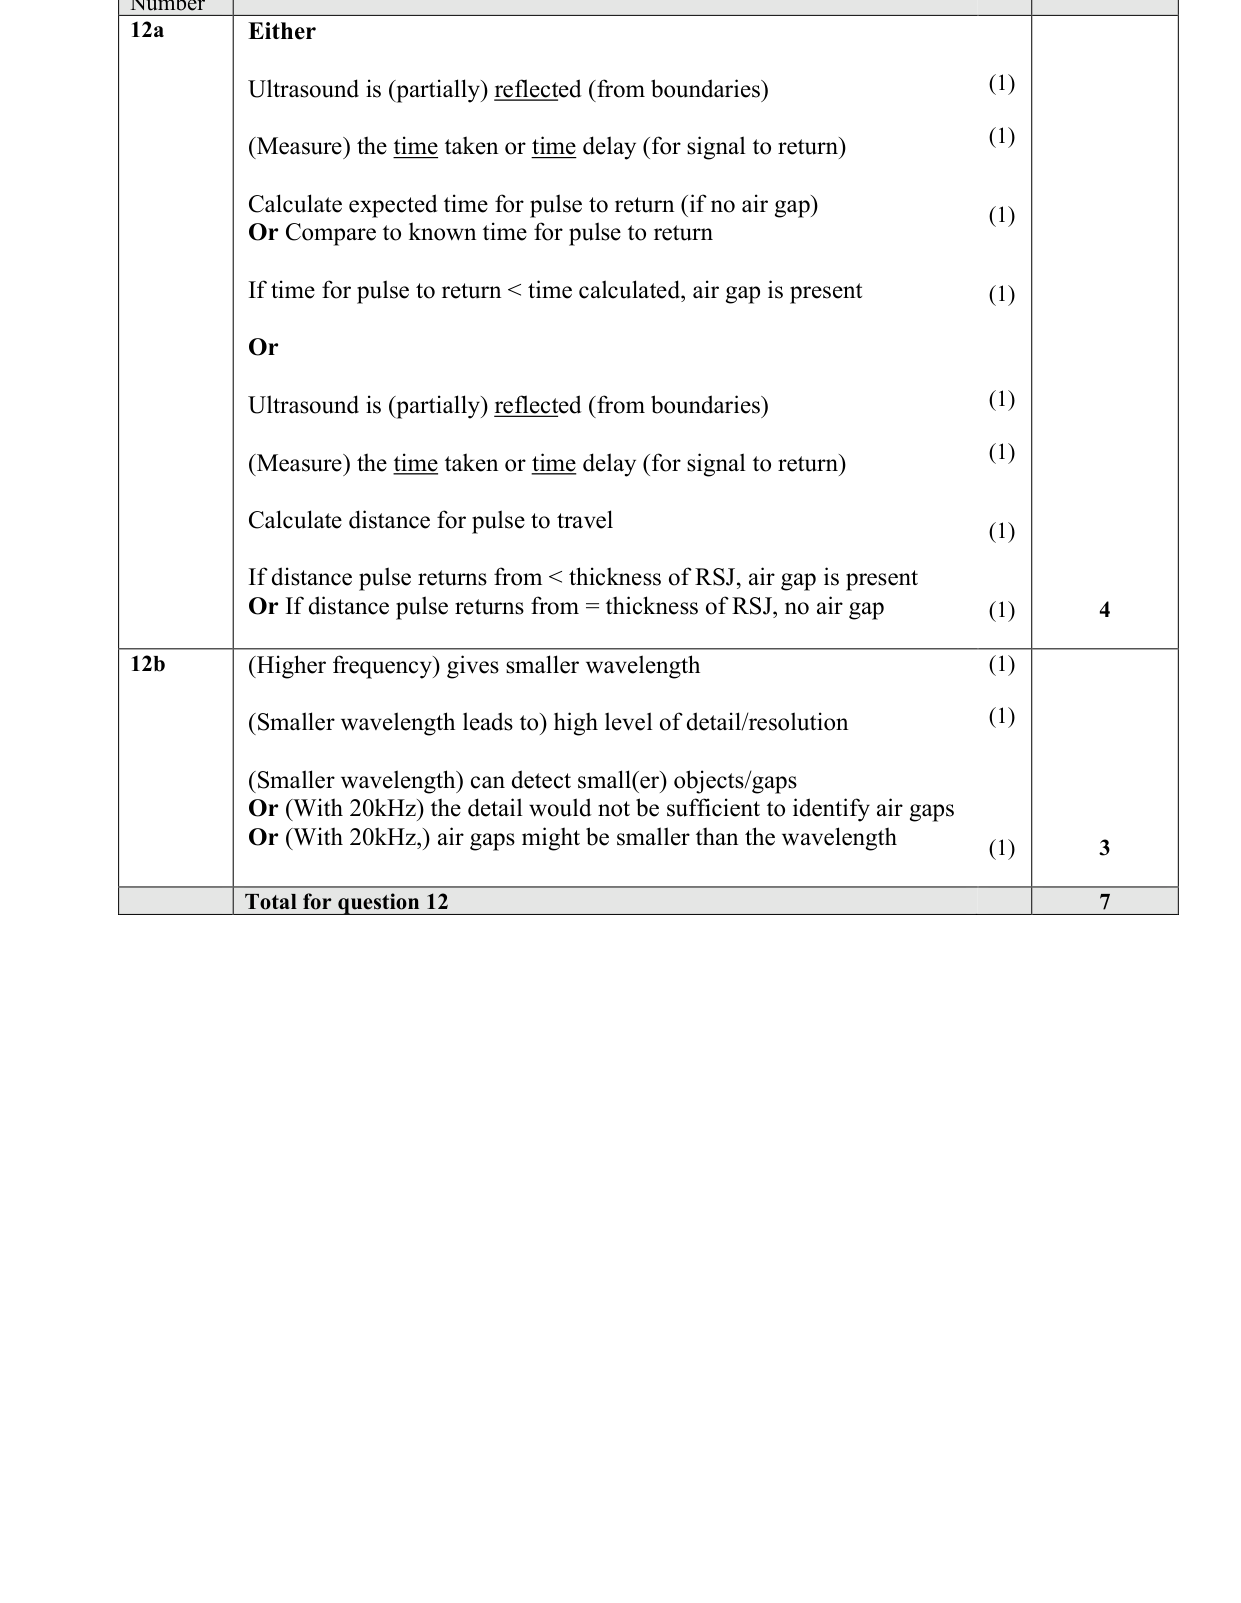 Number
12a
Either
Ultrasound is (partially) reflected (from boundaries) (1)
(Measure) the time taken or time delay (for signal to return) (1)
Calculate expected time for pulse to return (if no air gap)
Or Compare to known time for pulse to return (1)
If time for pulse to return < time calculated, air gap is present (1)
Or
Ultrasound is (partially) reflected (from boundaries) (1)
(Measure) the time taken or time delay (for signal to return) (1)
Calculate distance for pulse to travel (1)
If distance pulse returns from < thickness of RSJ, air gap is present
Or If distance pulse returns from = thickness of RSJ, no air gap (1) 4
12b (Higher frequency) gives smaller wavelength (1)
(Smaller wavelength leads to) high level of detail/resolution (1)
(Smaller wavelength) can detect small(er) objects/gaps
Or (With 20kHz) the detail would not be sufficient to identify air gaps
Or (With 20kHz,) air gaps might be smaller than the wavelength (1) 3
Total for question 12 7